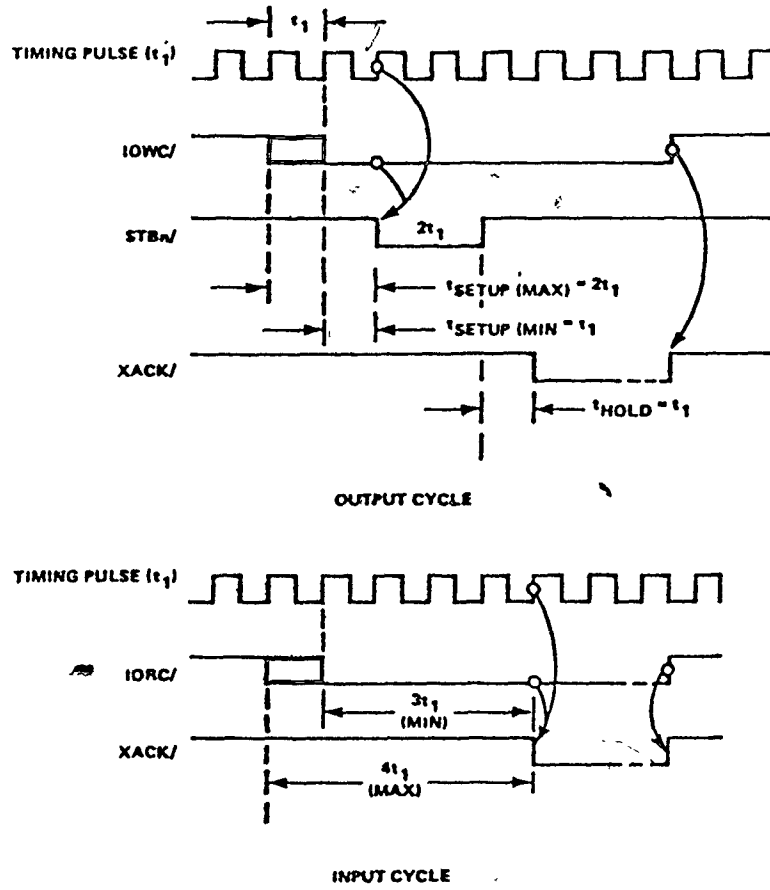 t1
TIMING PULSE (t1)
IOWC/
STBn/
2t1
tSETUP (MAX) = 2t1
tSETUP (MIN = t1
XACK/
tHOLD = t1
OUTPUT CYCLE
TIMING PULSE (t1)
IORC/
3t1
(MIN)
XACK/
4t1
(MAX)
INPUT CYCLE